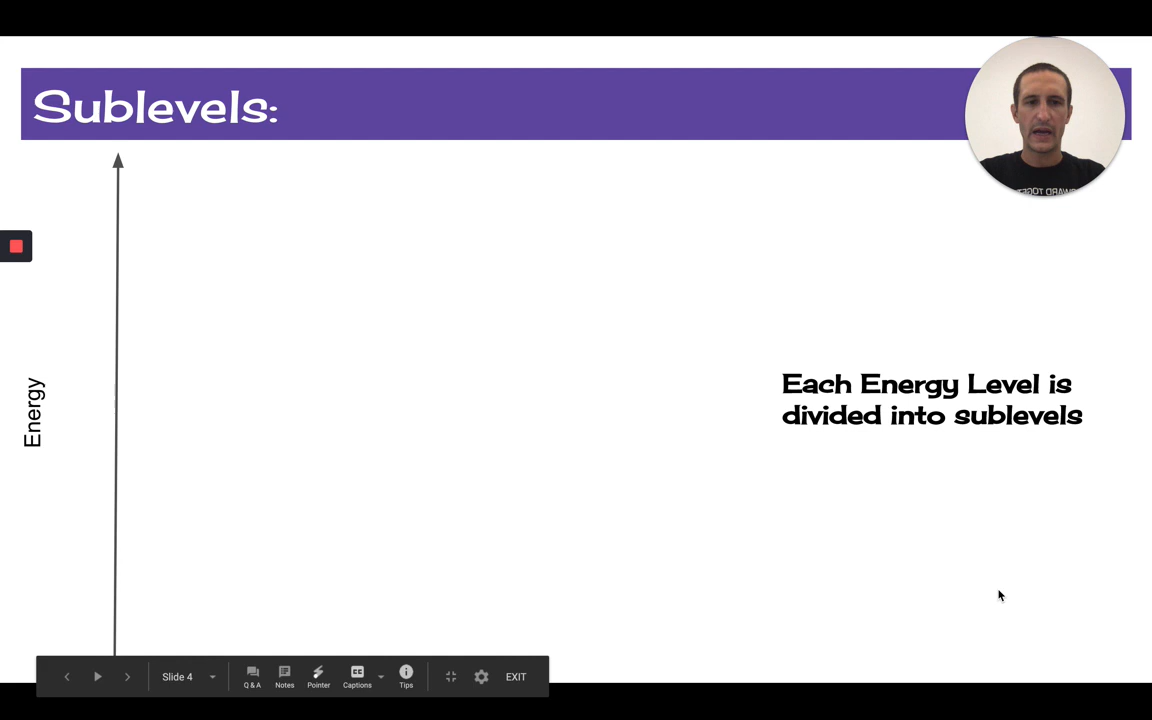 Sublevels:
Energy
Each Energy Level is
divided into sublevels
Slide 4
Q & A
Notes
Pointer
Captions
Tips
EXIT